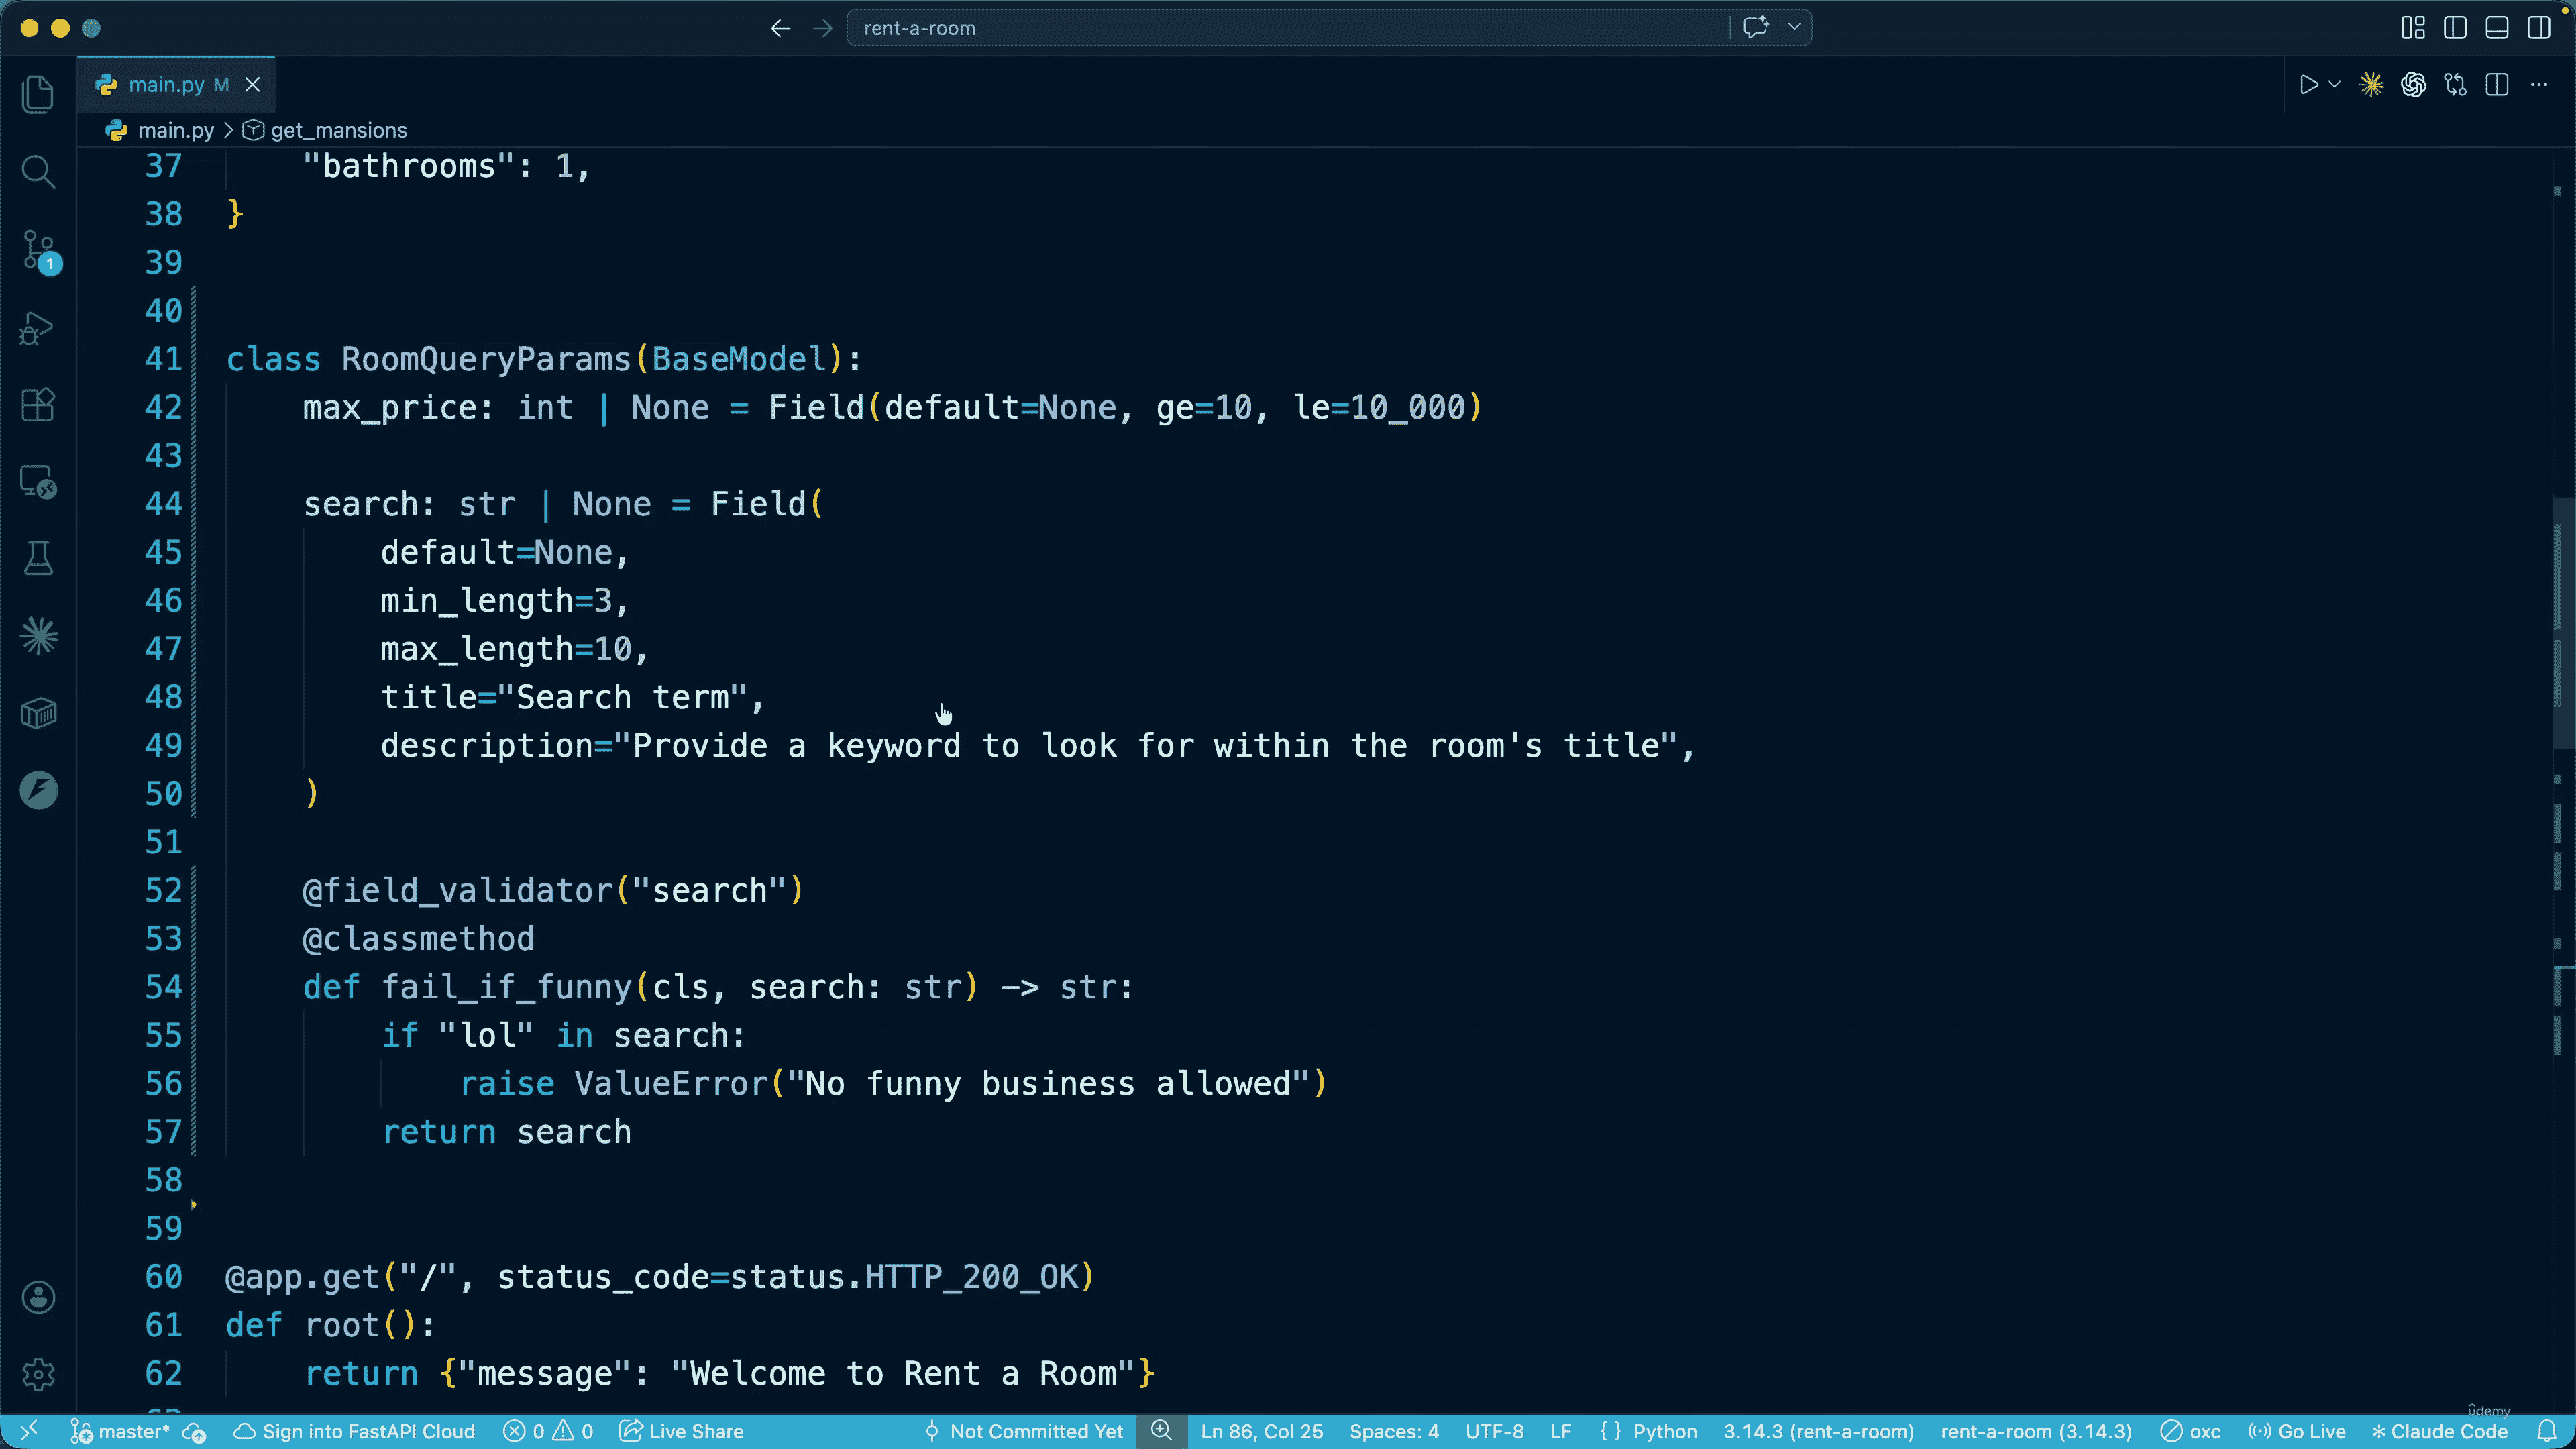 rent-a-room
main.py M
main.py > get_mansions
37 "bathrooms": 1,
38 }
39
40
41 class RoomQueryParams(BaseModel):
42 max_price: int | None = Field(default=None, ge=10, le=10_000)
43
44 search: str | None = Field(
45 default=None,
46 min_length=3,
47 max_length=10,
48 title="Search term",
49 description="Provide a keyword to look for within the room's title",
50 )
51
52 @field_validator("search")
53 @classmethod
54 def fail_if_funny(cls, search: str) -> str:
55 if "lol" in search:
56 raise ValueError("No funny business allowed")
57 return search
58
59
60 @app.get("/", status_code=status.HTTP_200_OK)
61 def root():
62 return {"message": "Welcome to Rent a Room"}
1
udemy
master* Sign into FastAPI Cloud 0 0 Live Share Not Committed Yet Ln 86, Col 25 Spaces: 4 UTF-8 LF { } Python 3.14.3 (rent-a-room) rent-a-room (3.14.3) oxc Go Live Claude Code